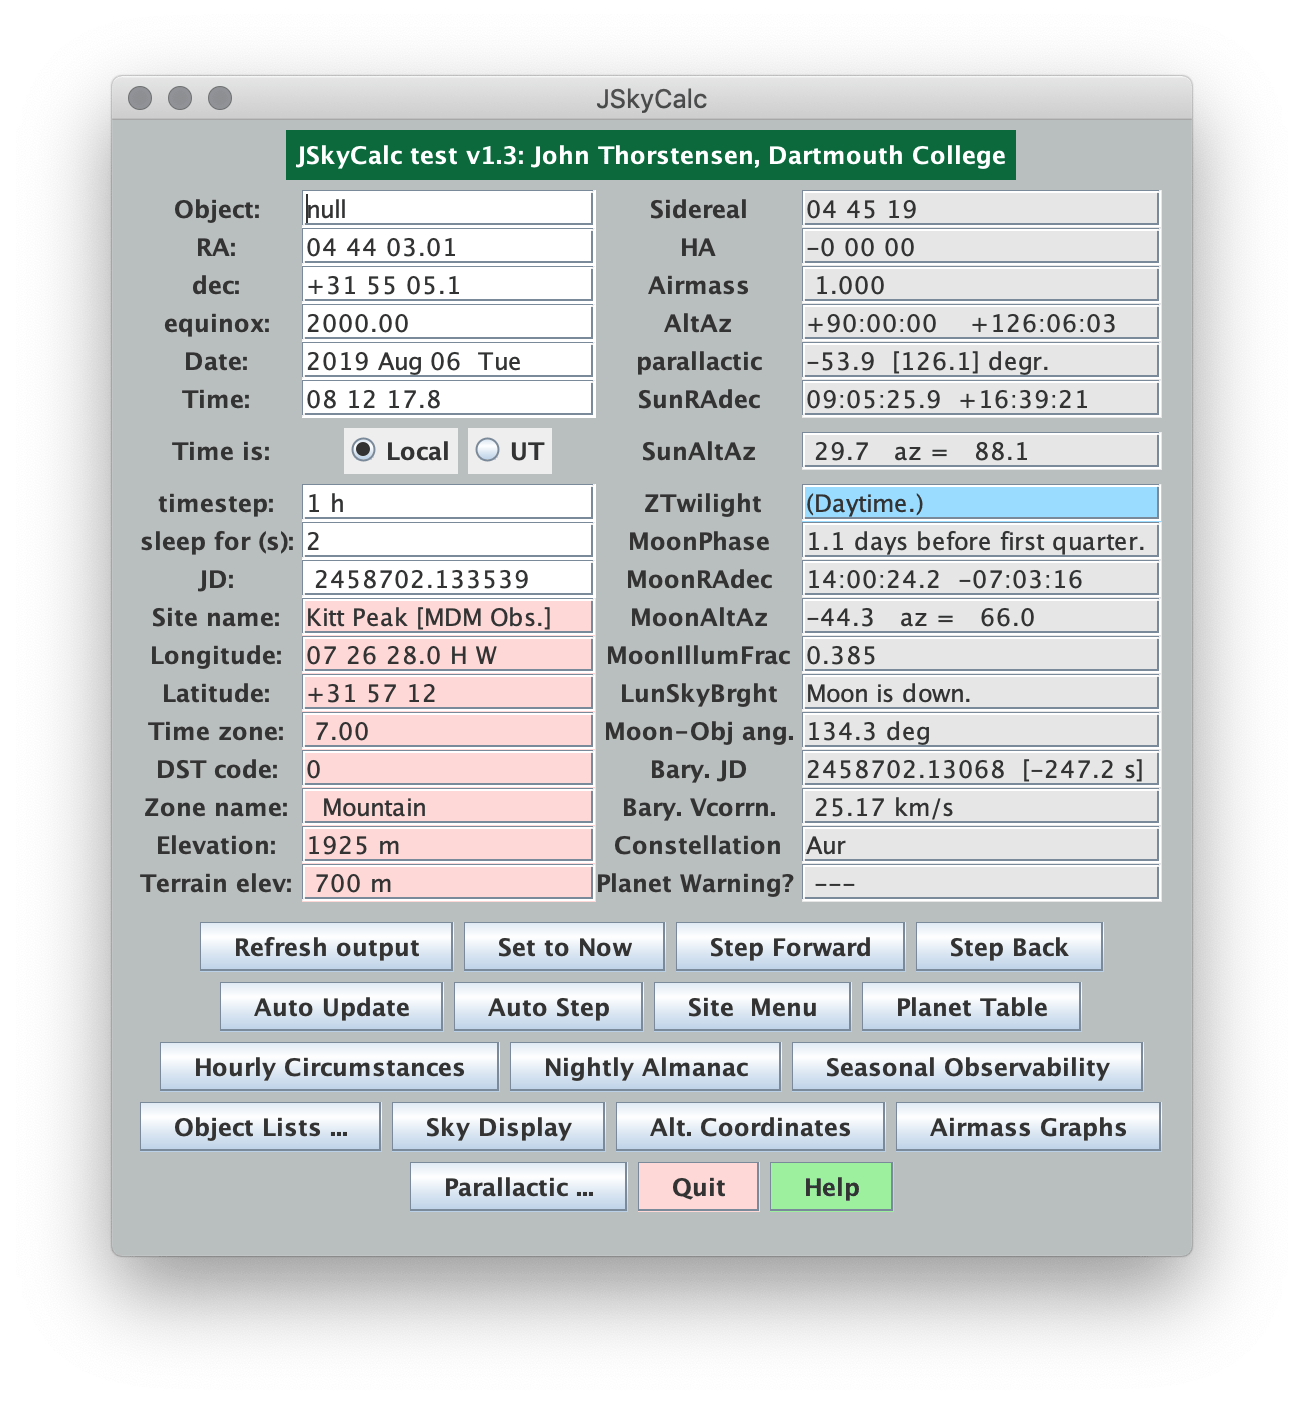 JSkyCalc
JSkyCalc test v1.3: John Thorstensen, Dartmouth College
Object: null Sidereal 04 45 19
RA: 04 44 03.01 HA -0 00 00
dec: +31 55 05.1 Airmass 1.000
equinox: 2000.00 AltAz +90:00:00 +126:06:03
Date: 2019 Aug 06 Tue parallactic -53.9 [126.1] degr.
Time: 08 12 17.8 SunRAdec 09:05:25.9 +16:39:21
Time is: Local UT SunAltAz 29.7 az = 88.1
timestep: 1 h ZTwilight (Daytime.)
sleep for (s): 2 MoonPhase 1.1 days before first quarter.
JD: 2458702.133539 MoonRAdec 14:00:24.2 -07:03:16
Site name: Kitt Peak [MDM Obs.] MoonAltAz -44.3 az = 66.0
Longitude: 07 26 28.0 H W MoonIllumFrac 0.385
Latitude: +31 57 12 LunSkyBrght Moon is down.
Time zone: 7.00 Moon-Obj ang. 134.3 deg
DST code: 0 Bary. JD 2458702.13068 [-247.2 s]
Zone name: Mountain Bary. Vcorrn. 25.17 km/s
Elevation: 1925 m Constellation Aur
Terrain elev: 700 m Planet Warning? ---
Refresh output Set to Now Step Forward Step Back
Auto Update Auto Step Site Menu Planet Table
Hourly Circumstances Nightly Almanac Seasonal Observability
Object Lists ... Sky Display Alt. Coordinates Airmass Graphs
Parallactic ... Quit Help